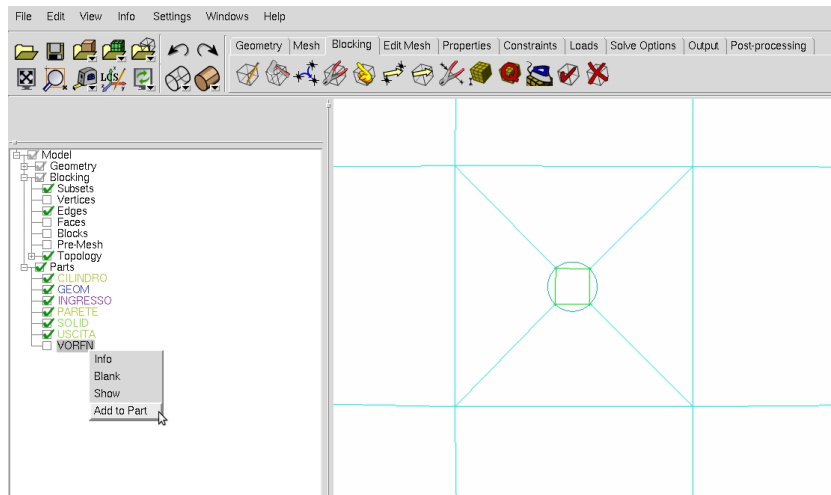 File Edit View Info Settings Windows Help
Geometry Mesh Blocking Edit Mesh Properties Constraints Loads Solve Options Output Post-processing
LCS
Model
Geometry
Blocking
Subsets
Vertices
Edges
Faces
Blocks
Pre-Mesh
Topology
Parts
CILINDRO
GEOM
INGRESSO
PARETE
SOLID
USCITA
VORFN
Info
Blank
Show
Add to Part